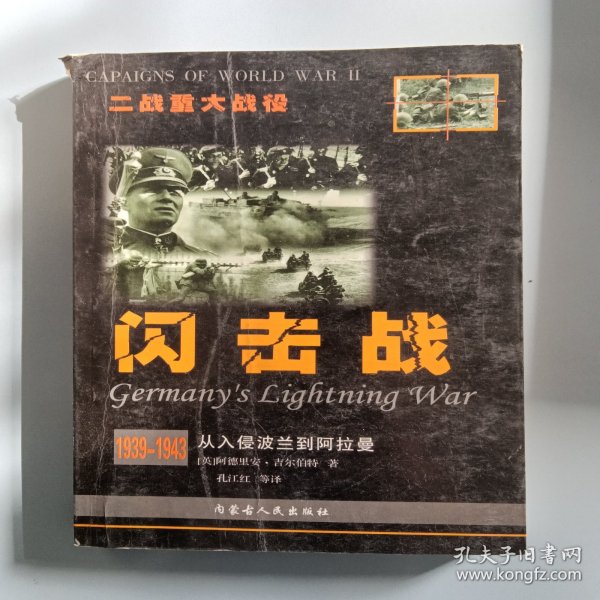 CAPAIGNS OF WORLD WAR II
二战重大战役
闪击战
Germany's Lightning War
1939-1943 从入侵波兰到阿拉曼
[英]阿德里安·吉尔伯特 著
孔江红 等译
内蒙古人民出版社
孔夫子旧书网
www.kongfz.com